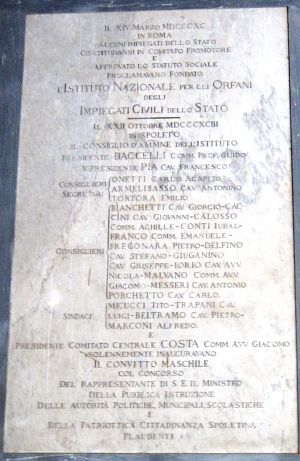 IL XIV MARZO MDCCCXC
IN ROMA
ALCUNI IMPIEGATI DELLO STATO
COSTITUIVANSI IN COMITATO PROMOTORE
E
APPROVATO LO STATUTO SOCIALE
PROCLAMAVANO FONDATO
L'ISTITUTO NAZIONALE PER GLI ORFANI
DEGLI
IMPIEGATI CIVILI DELLO STATO
IL XXII OTTOBRE MDCCCXCIII
IN SPOLETO
IL CONSIGLIO D'AMM.NE DELL'ISTITUTO
PRESIDENTE BACCELLI COMM. PROF. GUIDO
V. PRESIDENTE PIA CAV. FRANCESCO
CONSIGLIERI SEGRETARI ONETTI CARLO AGAPITO
ARMELISASSO CAV. ANTONINO
TORTORA EMILIO
CONSIGLIERI BIANCHETTI CAV. GIORGIO-CAC-
CINI CAV. GIOVANNI-CALOSSO
COMM. ACHILLE-CONTI IUBAL-
FRANCO COMM. EMANUELE-
FREGONARA PIETRO-DELFINO
CAV. STEFANO-GIUGANINO
CAV. GIUSEPPE-IORIO CAV. AVV.
NICOLA-MALVANO COMM. AVV.
GIACOMO-MESSERI CAV. ANTONIO
PORCHETTO CAV. CARLO.
SINDACI MICUCCI TITO-TRAPANI CAV.
LUIGI-BELTRAMO CAV. PIETRO-
MARCONI ALFREDO.
E
PRESIDENTE COMITATO CENTRALE COSTA COMM. AVV. GIACOMO
SOLENNEMENTE INAUGURAVANO
IL CONVITTO MASCHILE
COL CONCORSO
DEL RAPPRESENTANTE DI S. E. IL MINISTRO
DELLA PUBBLICA ISTRUZIONE
DELLE AUTORITÀ POLITICHE, MUNICIPALI, SCOLASTICHE
E
DELLA PATRIOTTICA CITTADINANZA SPOLETINA
PLAUDENTE